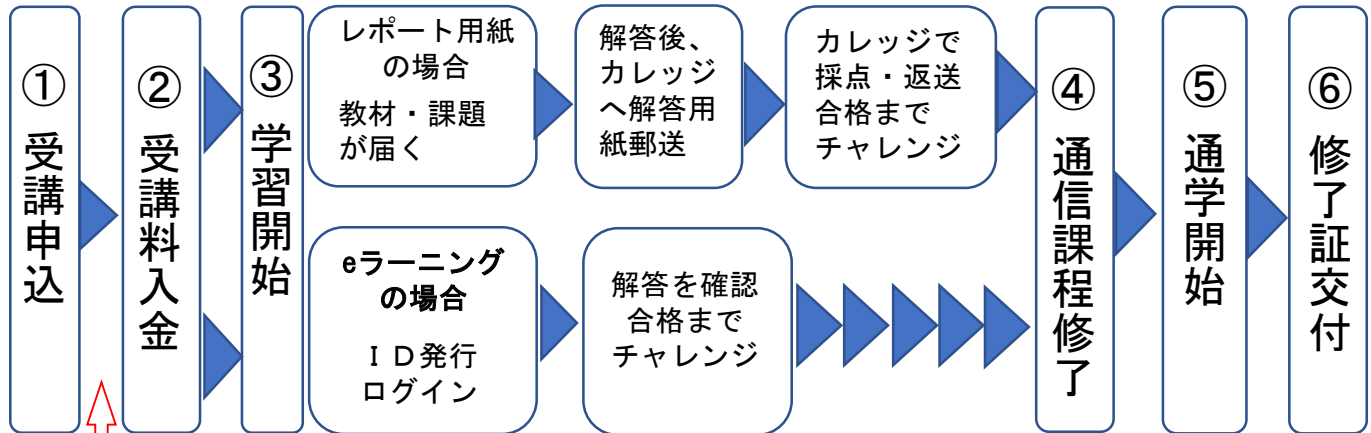 ① 受講申込
② 受講料入金
③ 学習開始
レポート用紙
の場合
教材・課題
が届く
解答後、
カレッジ
へ解答用
紙郵送
カレッジで
採点・返送
合格まで
チャレンジ
eラーニング
の場合
ＩＤ発行
ログイン
解答を確認
合格まで
チャレンジ
④ 通信課程修了
⑤ 通学開始
⑥ 修了証交付